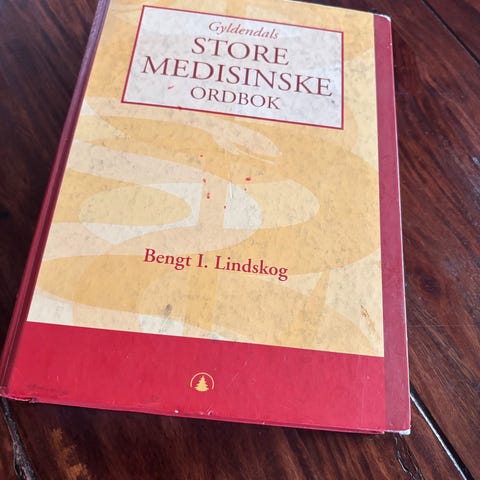 Gyldendals
STORE
MEDISINSKE
ORDBOK
Bengt I. Lindskog